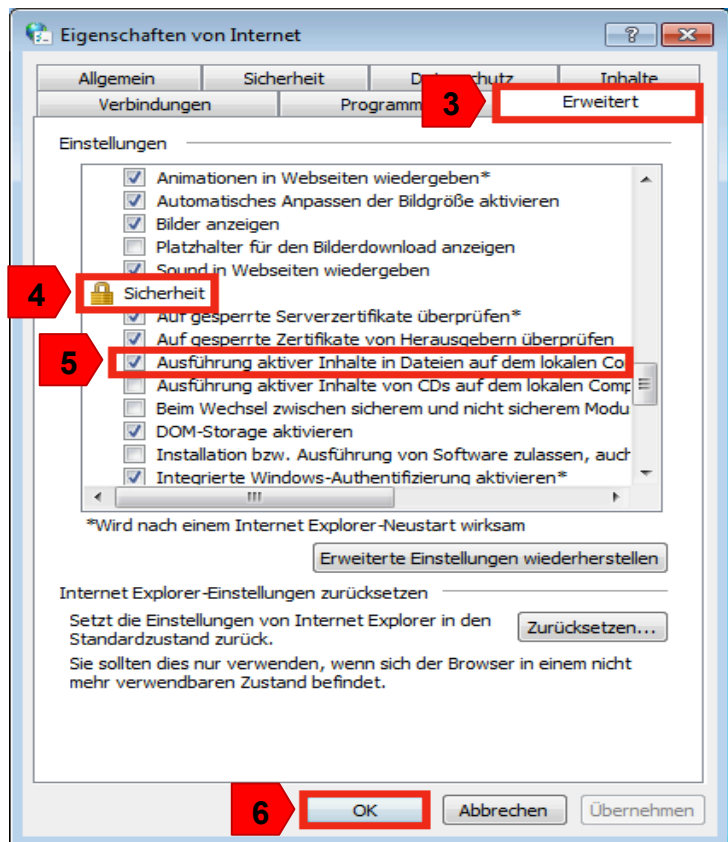 Eigenschaften von Internet
Allgemein Sicherheit Datenschutz Inhalte
Verbindungen Programm 3 Erweitert
Einstellungen
Animationen in Webseiten wiedergeben*
Automatisches Anpassen der Bildgröße aktivieren
Bilder anzeigen
Platzhalter für den Bilderdownload anzeigen
Sound in Webseiten wiedergeben
4 Sicherheit
Auf gesperrte Serverzertifikate überprüfen*
Auf gesperrte Zertifikate von Herausgebern überprüfen
5 Ausführung aktiver Inhalte in Dateien auf dem lokalen Co
Ausführung aktiver Inhalte von CDs auf dem lokalen Comp
Beim Wechsel zwischen sicherem und nicht sicherem Modu
DOM-Storage aktivieren
Installation bzw. Ausführung von Software zulassen, auch
Integrierte Windows-Authentifizierung aktivieren*
*Wird nach einem Internet Explorer-Neustart wirksam
Erweiterte Einstellungen wiederherstellen
Internet Explorer-Einstellungen zurücksetzen
Setzt die Einstellungen von Internet Explorer in den
Standardzustand zurück.
Zurücksetzen...
Sie sollten dies nur verwenden, wenn sich der Browser in einem nicht
mehr verwendbaren Zustand befindet.
6 OK Abbrechen Übernehmen